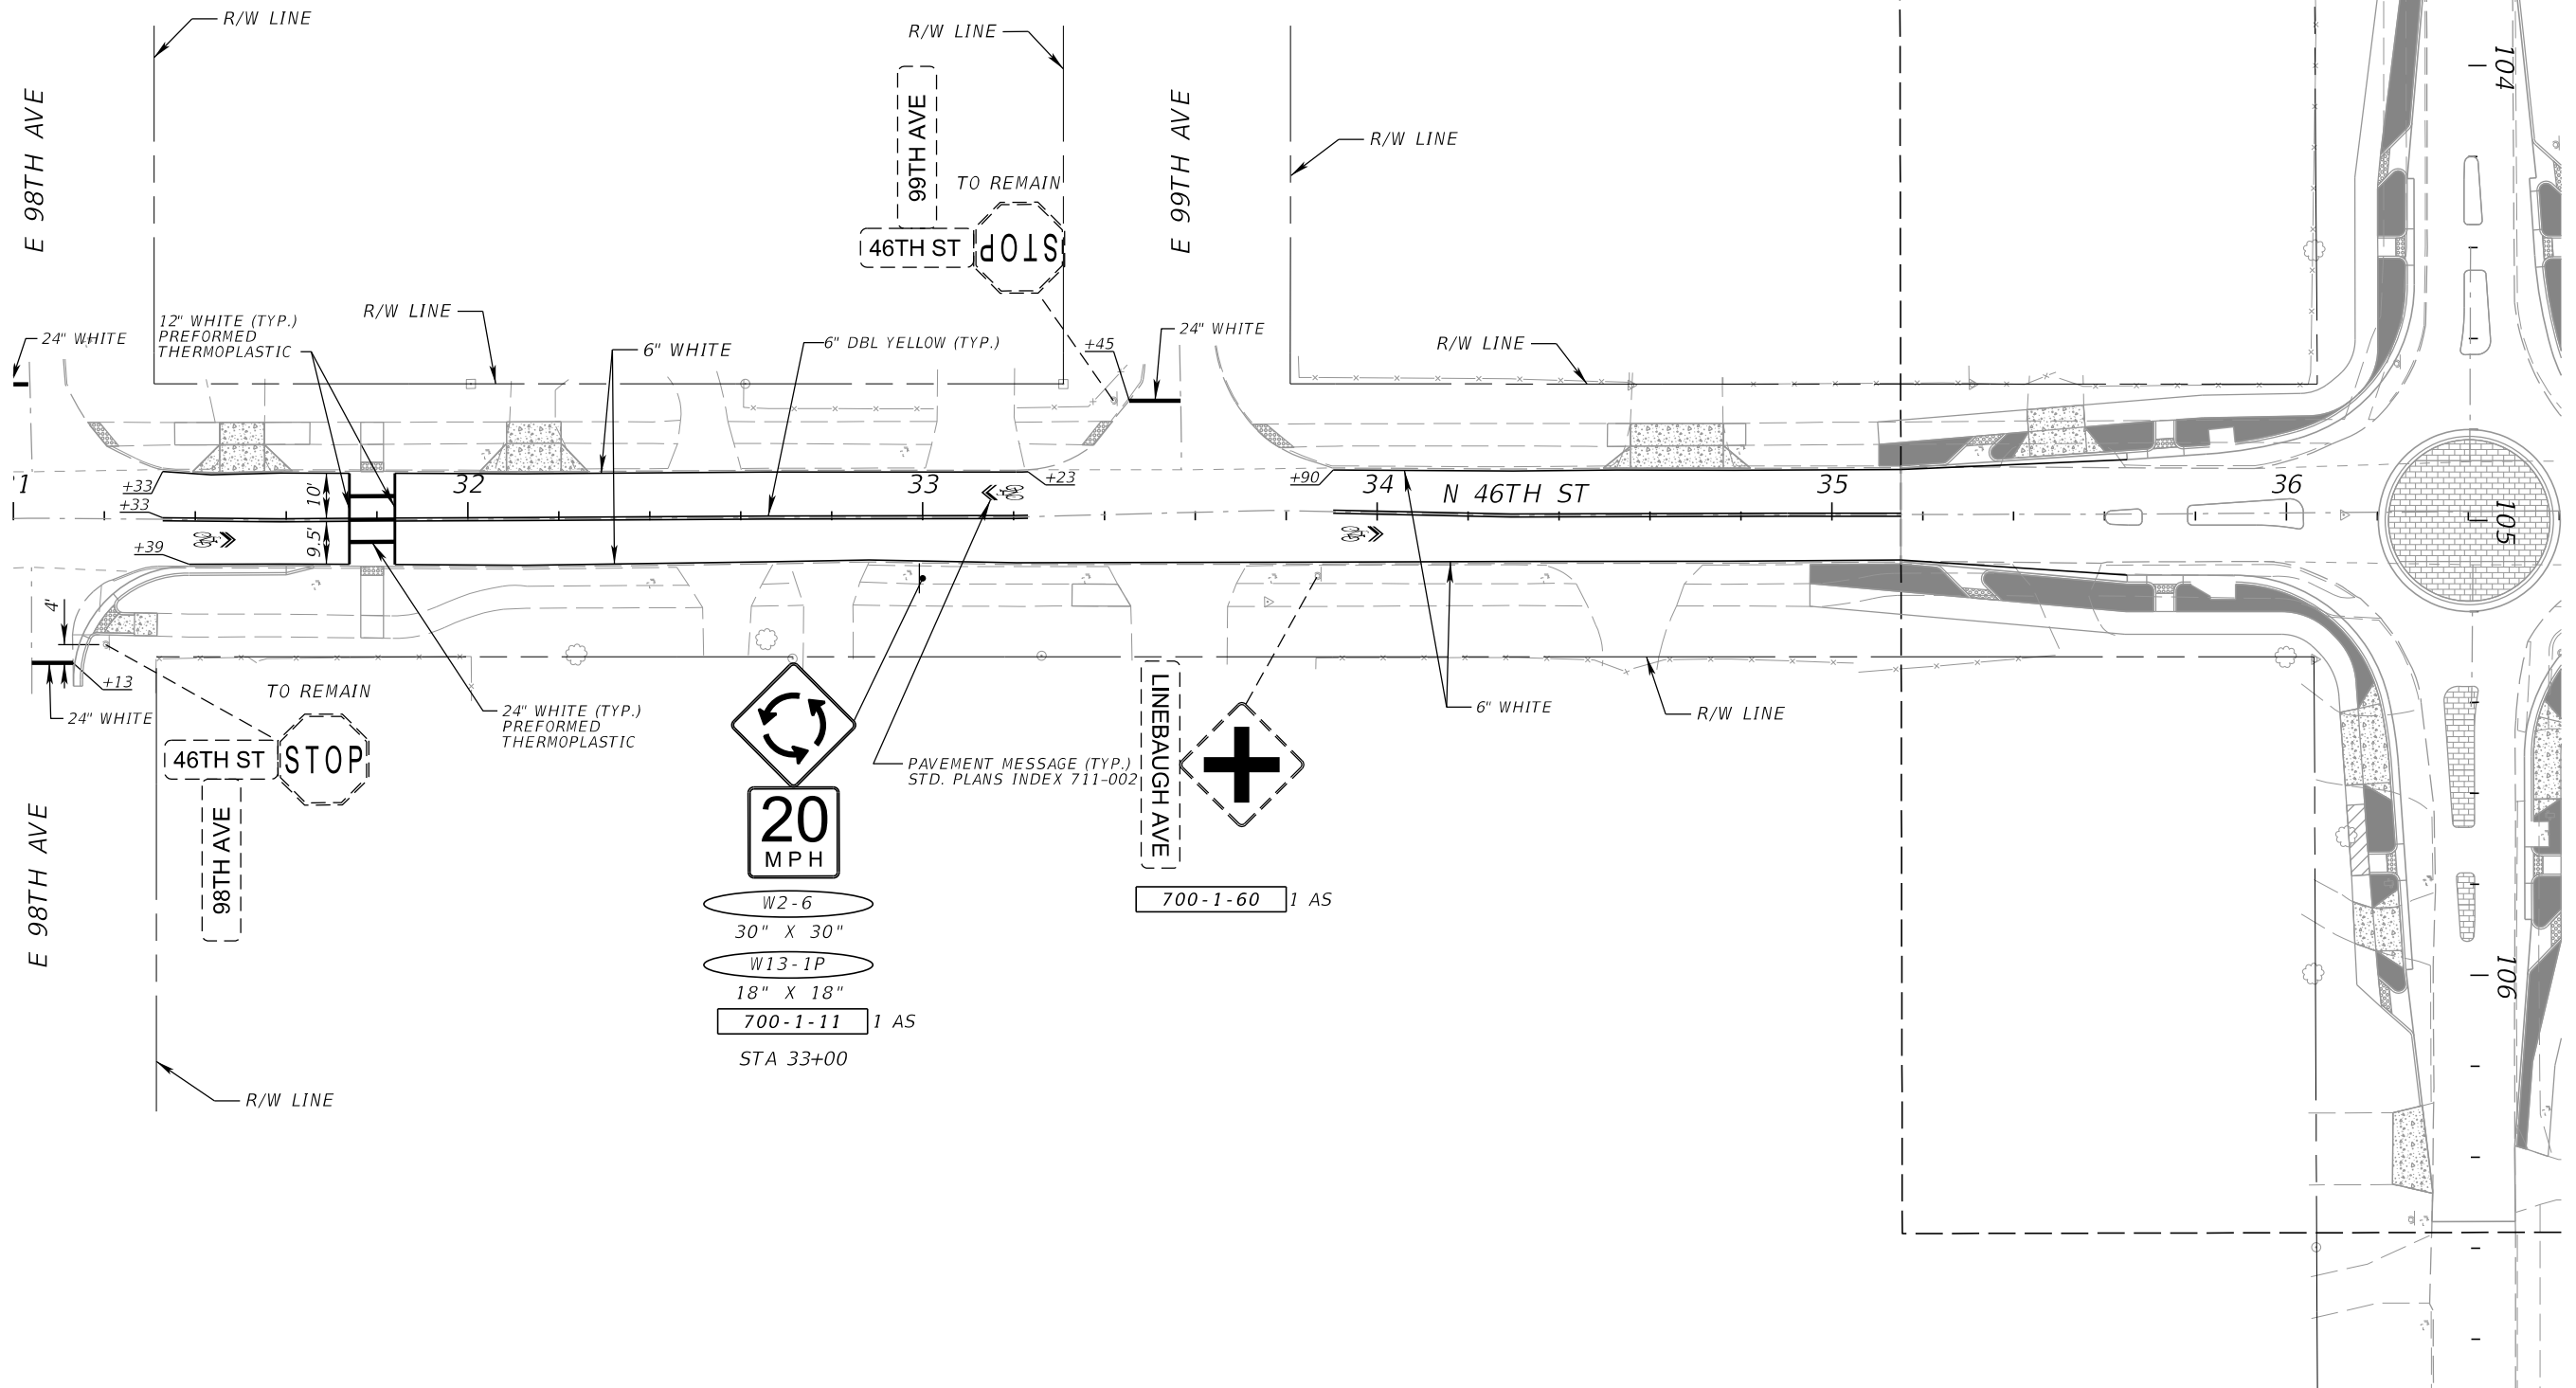 R/W LINE
R/W LINE
E 98TH AVE
99TH AVE
E 99TH AVE
R/W LINE
104
TO REMAIN
46TH ST
STOP
R/W LINE
12" WHITE (TYP.)
PREFORMED
THERMOPLASTIC
24" WHITE
6" WHITE
6" DBL YELLOW (TYP.)
+45
24" WHITE
R/W LINE
+33
+33
+39
10'
9.5'
1
32
33
+23
+90
34
N 46TH ST
35
36
105
4'
+13
24" WHITE
TO REMAIN
46TH ST
STOP
98TH AVE
E 98TH AVE
24" WHITE (TYP.)
PREFORMED
THERMOPLASTIC
20
MPH
W2-6
30" X 30"
W13-1P
18" X 18"
700-1-11 1 AS
STA 33+00
PAVEMENT MESSAGE (TYP.)
STD. PLANS INDEX 711-002
LINEBAUGH AVE
700-1-60 1 AS
6" WHITE
R/W LINE
106
R/W LINE